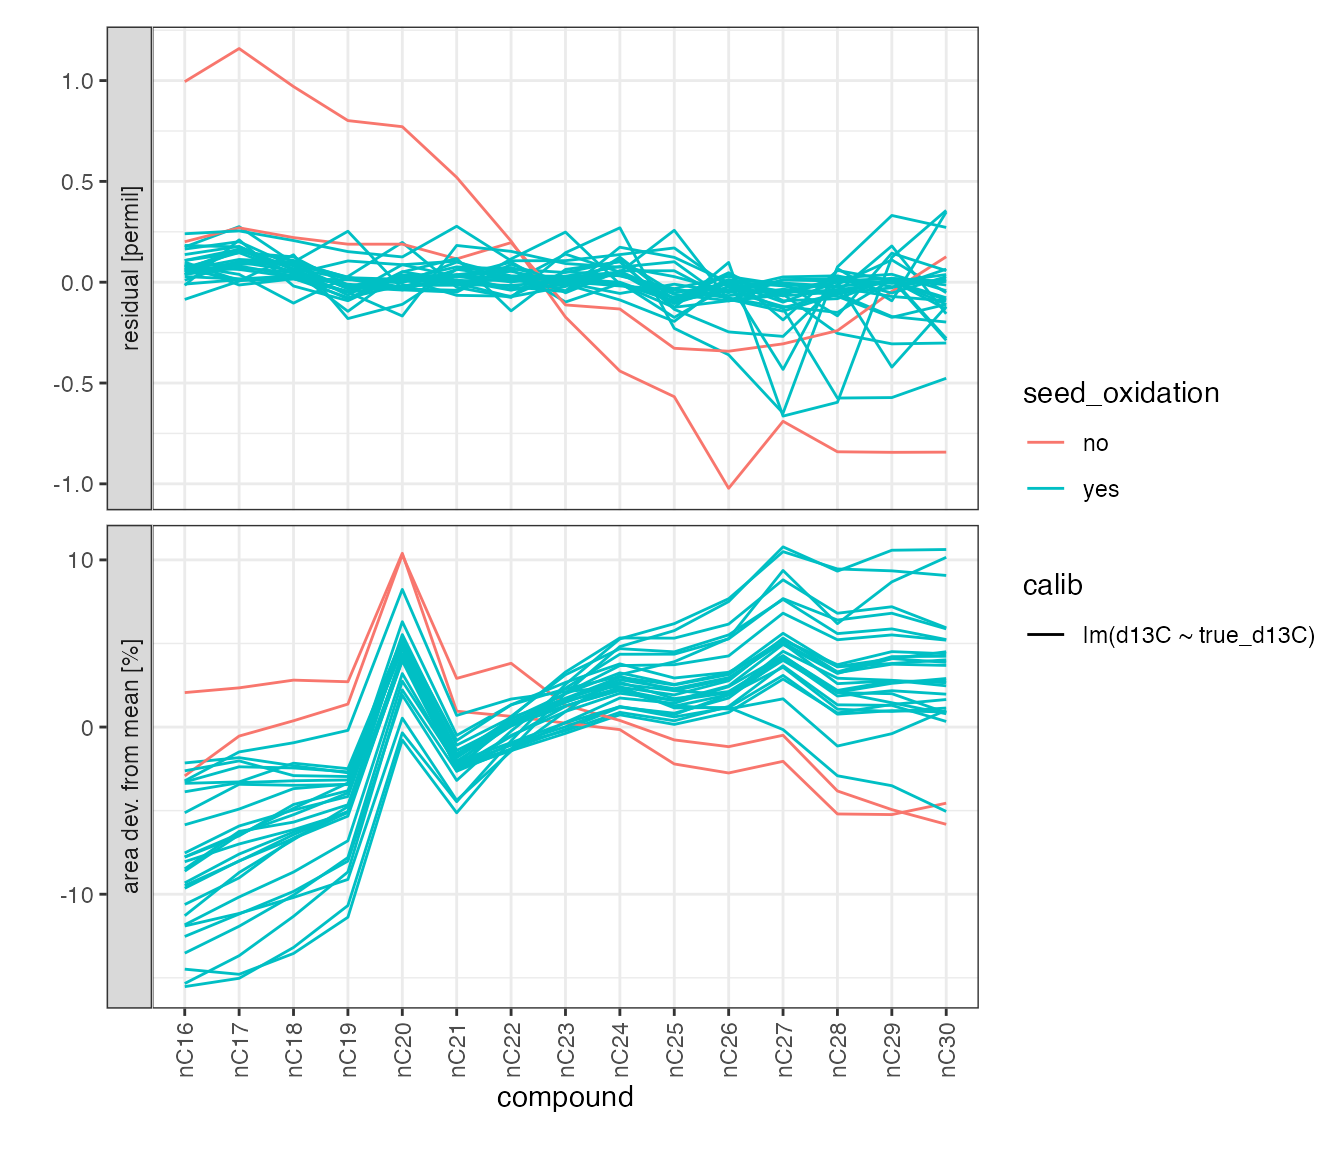 residual [permil]
1.0
0.5
0.0
-0.5
-1.0
area dev. from mean [%]
10
0
-10
nC16
nC17
nC18
nC19
nC20
nC21
nC22
nC23
nC24
nC25
nC26
nC27
nC28
nC29
nC30
compound
seed_oxidation
no
yes
calib
lm(d13C ~ true_d13C)